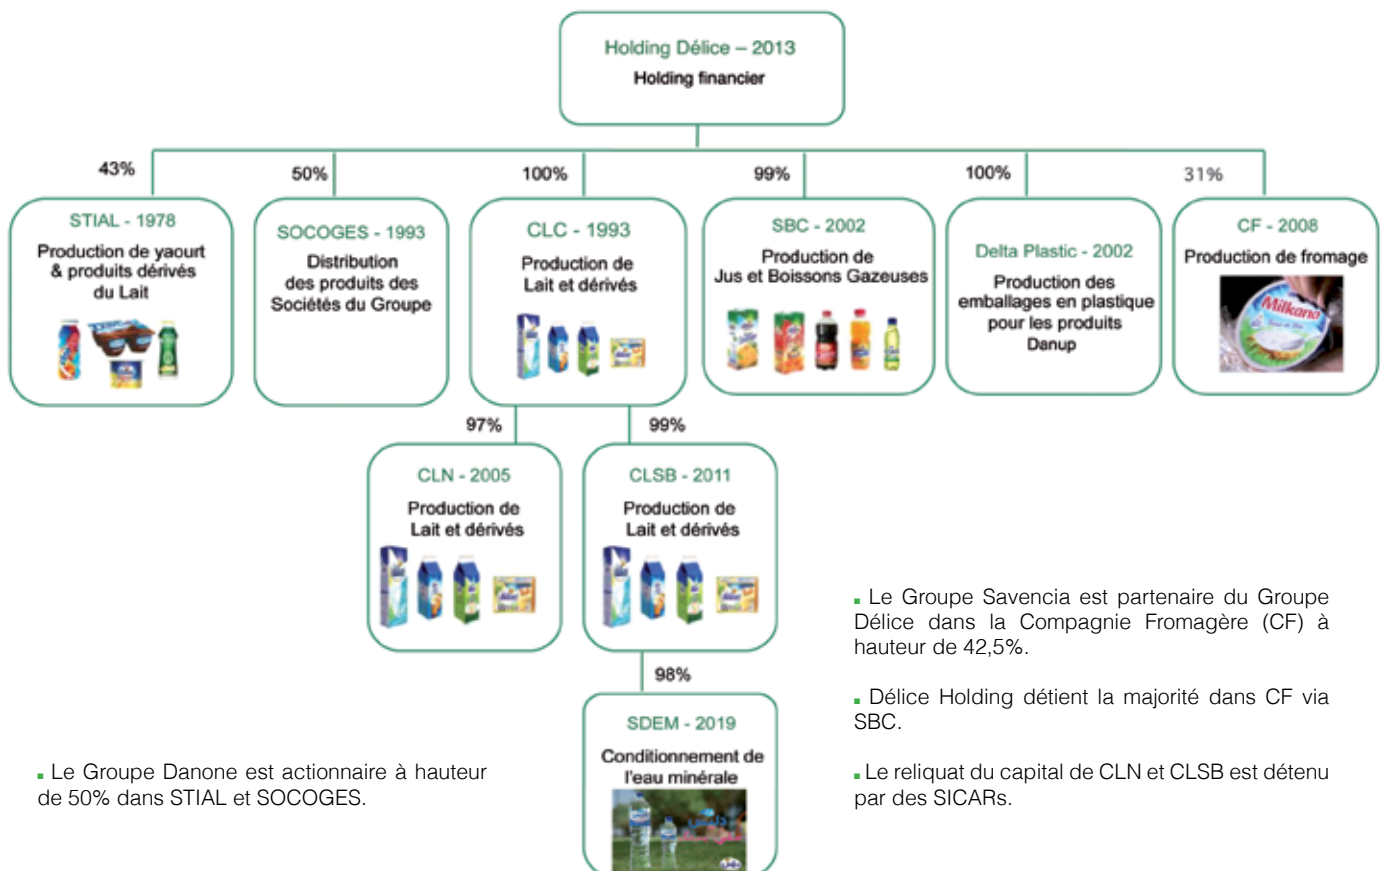 Holding Délice – 2013
Holding financier
43%
50%
100%
99%
100%
31%
STIAL - 1978
Production de yaourt
& produits dérivés
du Lait
SOCOGES - 1993
Distribution
des produits des
Sociétés du Groupe
CLC - 1993
Production de
Lait et dérivés
SBC - 2002
Production de
Jus et Boissons Gazeuses
Delta Plastic - 2002
Production des
emballages en plastique
pour les produits
Danup
CF - 2008
Production de fromage
Milkana
97%
99%
CLN - 2005
Production de
Lait et dérivés
CLSB - 2011
Production de
Lait et dérivés
98%
SDEM - 2019
Conditionnement de
l'eau minérale
▪ Le Groupe Danone est actionnaire à hauteur
de 50% dans STIAL et SOCOGES.
▪ Le Groupe Savencia est partenaire du Groupe
Délice dans la Compagnie Fromagère (CF) à
hauteur de 42,5%.
▪ Délice Holding détient la majorité dans CF via
SBC.
▪ Le reliquat du capital de CLN et CLSB est détenu
par des SICARs.